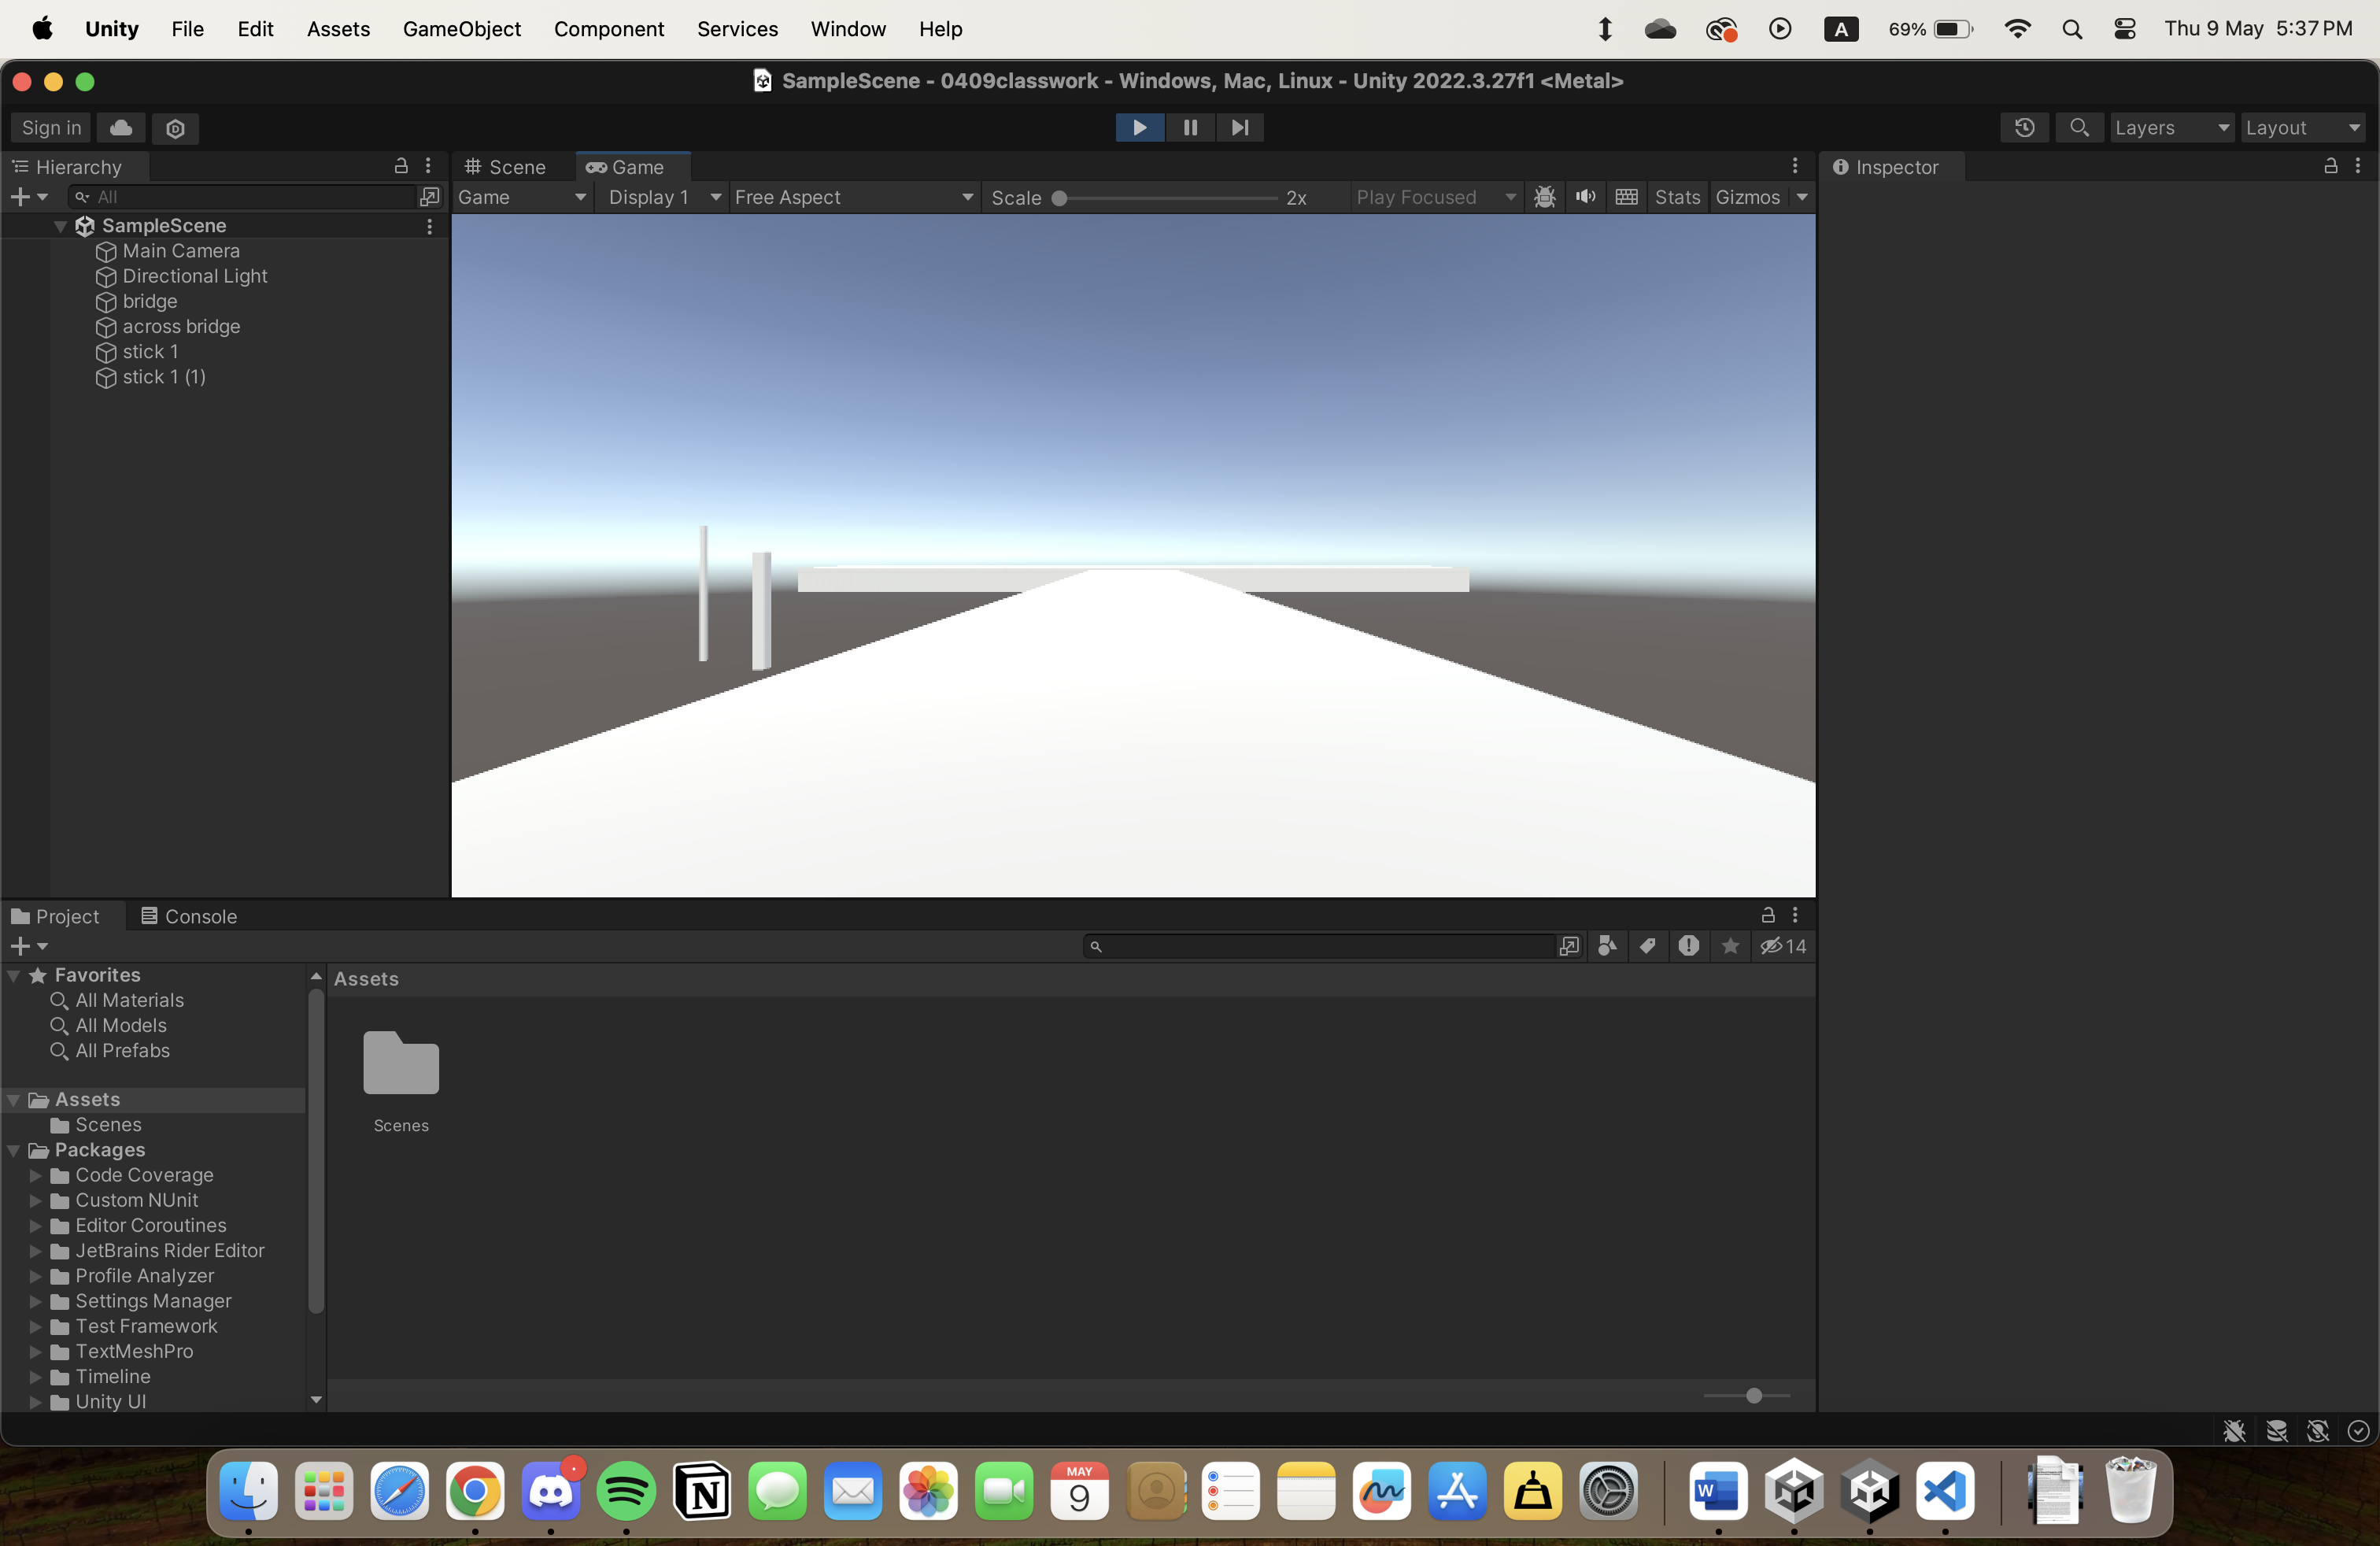 Unity File Edit Assets GameObject Component Services Window Help A 69% Thu 9 May 5:37 PM
SampleScene - 0409classwork - Windows, Mac, Linux - Unity 2022.3.27f1 <Metal>
Sign in Layers Layout
Hierarchy Scene Game Inspector
All Game Display 1 Free Aspect Scale 2x Play Focused Stats Gizmos
SampleScene
Main Camera
Directional Light
bridge
across bridge
stick 1
stick 1 (1)
Project Console
14
Favorites Assets
All Materials
All Models
All Prefabs
Assets
Scenes Scenes
Packages
Code Coverage
Custom NUnit
Editor Coroutines
JetBrains Rider Editor
Profile Analyzer
Settings Manager
Test Framework
TextMeshPro
Timeline
Unity UI
MAY
9
N
W